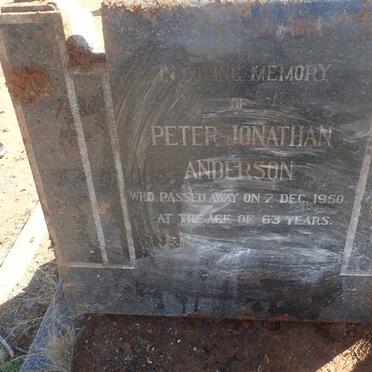 IN LOVING MEMORY
OF
PETER JONATHAN
ANDERSON
WHO PASSED AWAY ON 7 DEC. 1950.
AT THE AGE OF 63 YEARS.